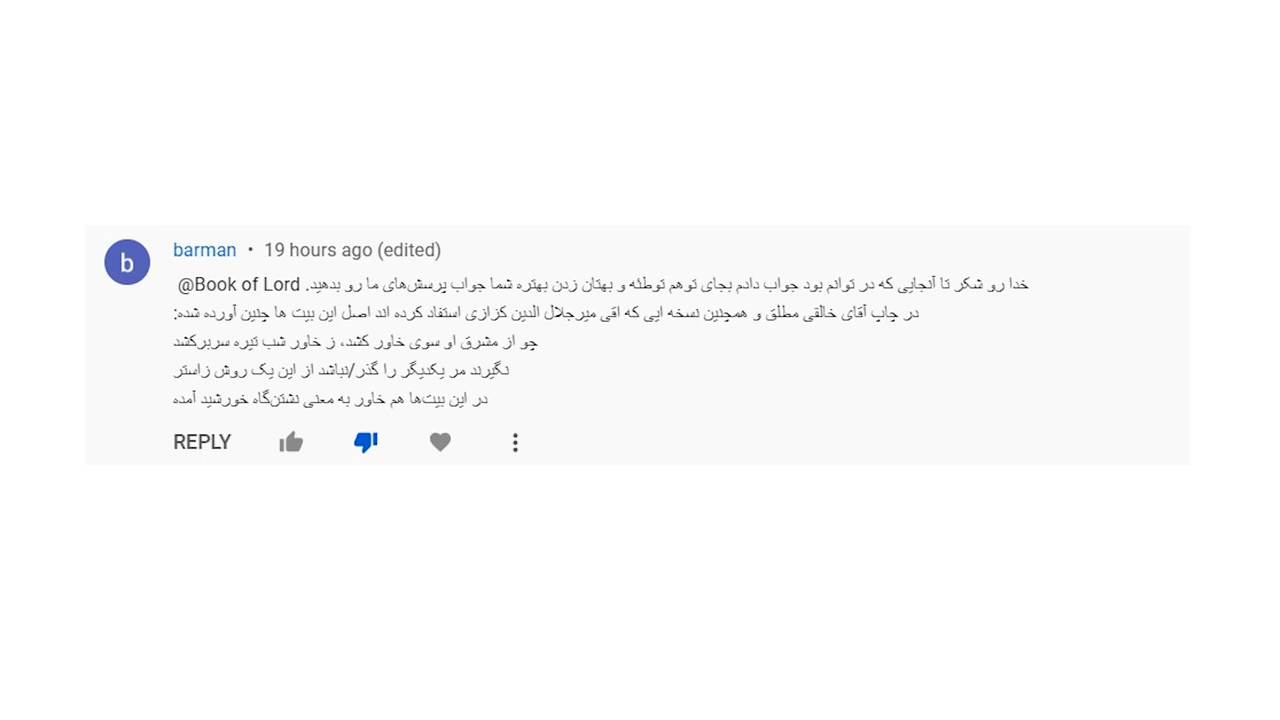 b
barman • 19 hours ago (edited)
@Book of Lord خدا رو شکر تا آنجایی که در توانم بود جواب دادم بجای توهم توطئه و بهتان زدن بهتره شما جواب پرسش‌های ما رو بدهید.
در چاپ آقای خالقی مطلق و همچنین نسخه ایی که اقی میرجلال الدین کزازی استفاد کرده اند اصل این بیت ها چنین آورده شده:
چو از مشرق او سوی خاور کشد، ز خاور شب تیره سربرکشد
نگیرند مر یکدیگر را گذر/نباشد از این یک روش زاستر
در این بیت‌ها هم خاور به معنی نشتن‌گاه خورشید آمده
REPLY